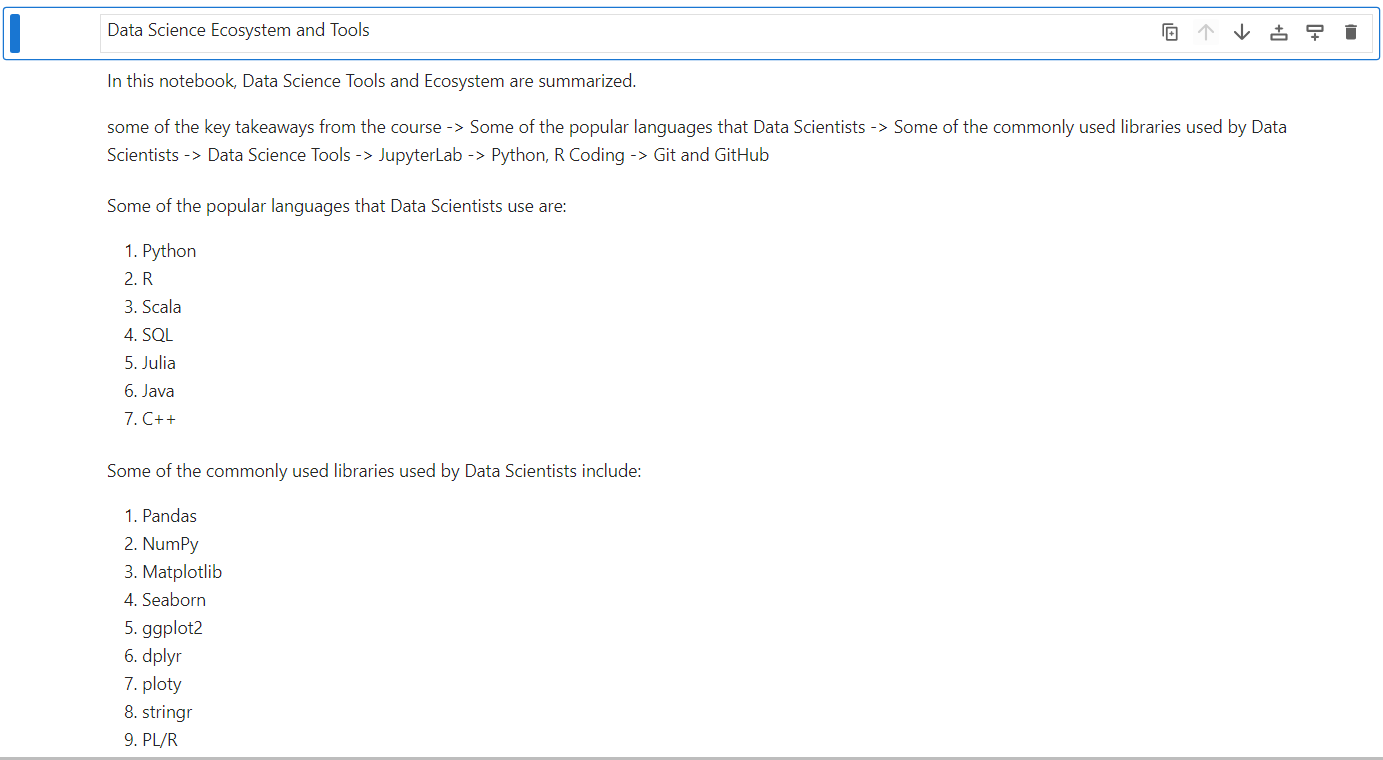 Data Science Ecosystem and Tools
In this notebook, Data Science Tools and Ecosystem are summarized.
some of the key takeaways from the course -> Some of the popular languages that Data Scientists -> Some of the commonly used libraries used by Data
Scientists -> Data Science Tools -> JupyterLab -> Python, R Coding -> Git and GitHub
Some of the popular languages that Data Scientists use are:
1. Python
2. R
3. Scala
4. SQL
5. Julia
6. Java
7. C++
Some of the commonly used libraries used by Data Scientists include:
1. Pandas
2. NumPy
3. Matplotlib
4. Seaborn
5. ggplot2
6. dplyr
7. ploty
8. stringr
9. PL/R